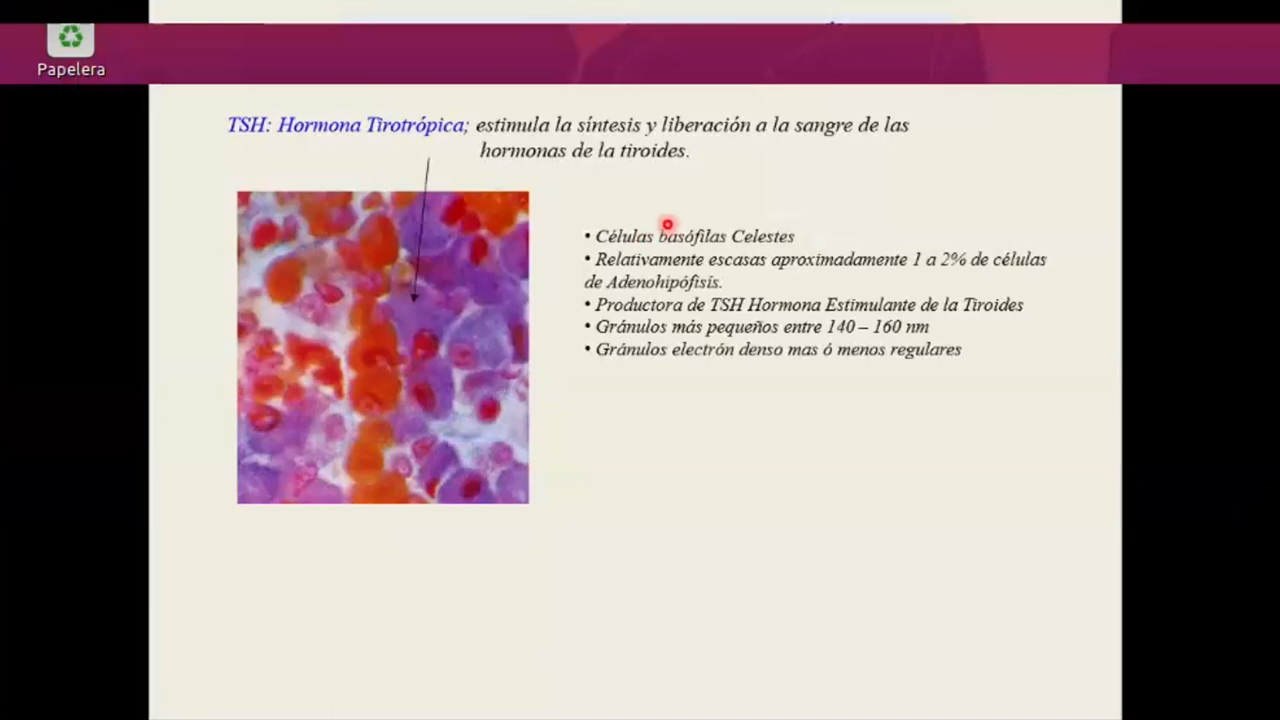 Papelera
TSH: Hormona Tirotrópica; estimula la síntesis y liberación a la sangre de las
hormonas de la tiroides.
• Células basófilas Celestes
• Relativamente escasas aproximadamente 1 a 2% de células
de Adenohipófisis.
• Productora de TSH Hormona Estimulante de la Tiroides
• Gránulos más pequeños entre 140 – 160 nm
• Gránulos electrón denso mas ó menos regulares